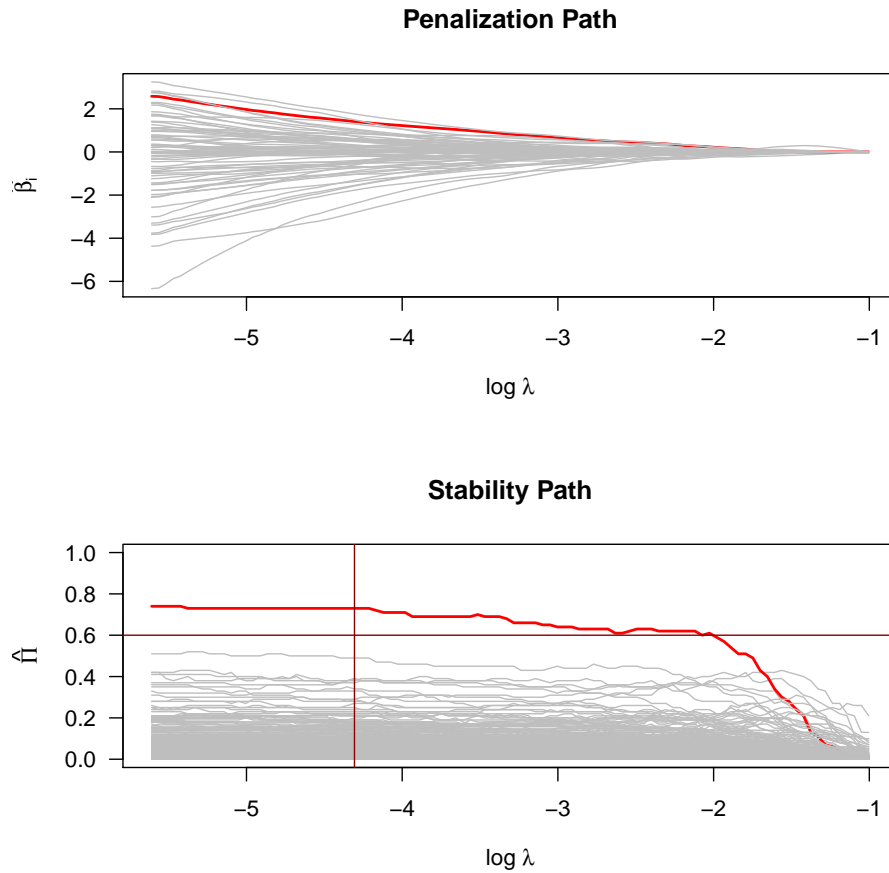 Penalization Path
2
0
−2
−4
−6
β̂i
−5 −4 −3 −2 −1
log λ
Stability Path
1.0
0.8
0.6
0.4
0.2
0.0
Π̂
−5 −4 −3 −2 −1
log λ